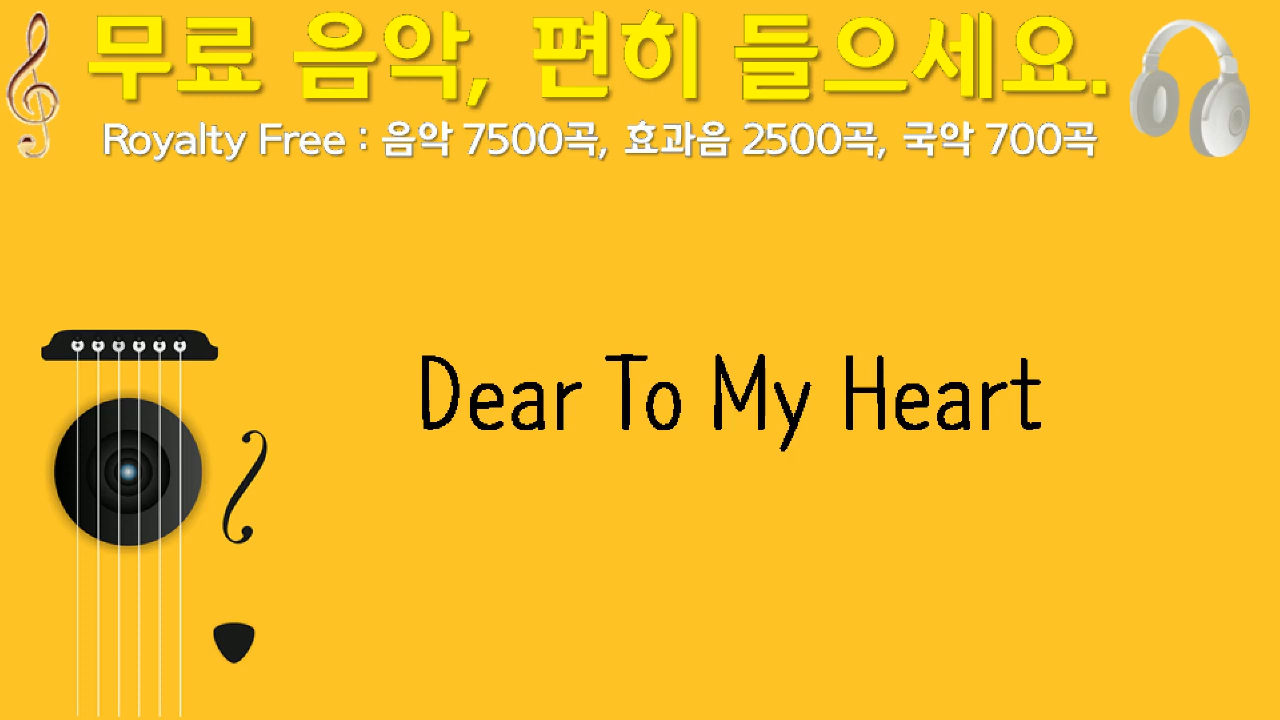 무료 음악, 편히 들으세요.
Royalty Free : 음악 7500곡, 효과음 2500곡, 국악 700곡
Dear To My Heart